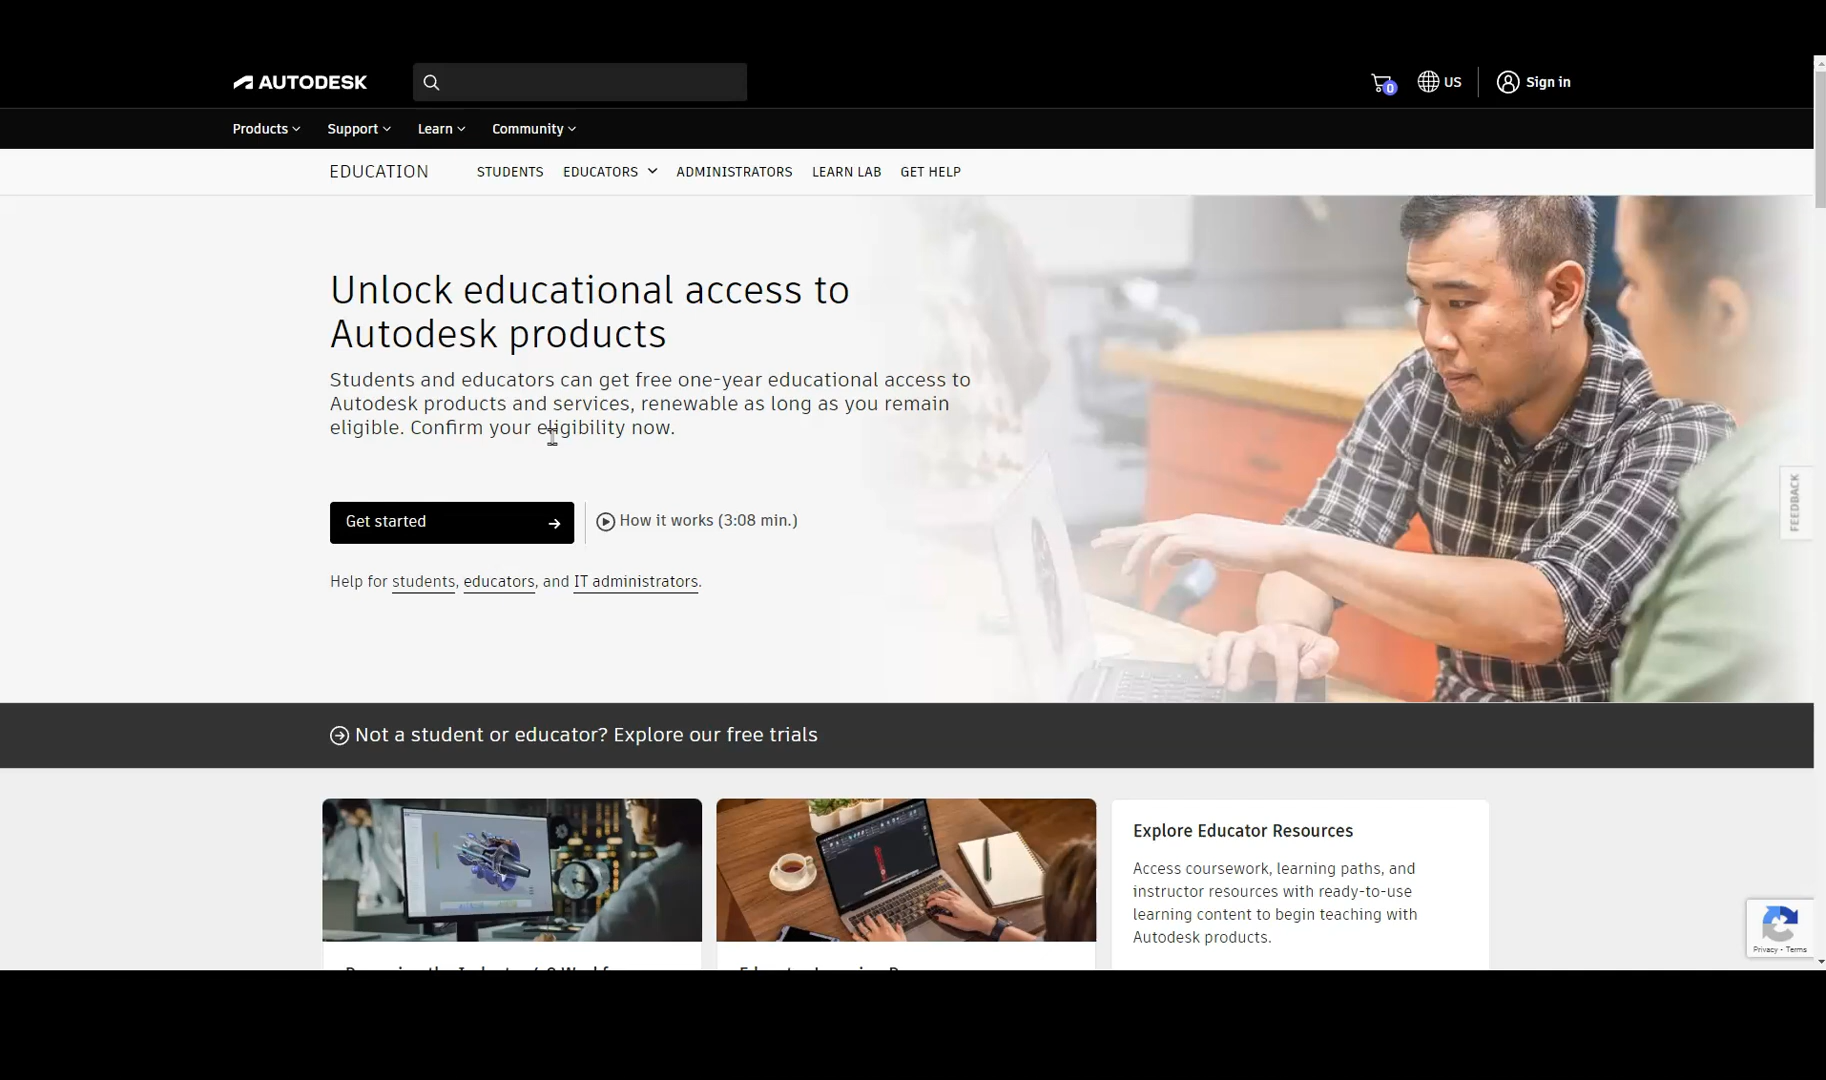 AUTODESK
0
US
Sign in
Products
Support
Learn
Community
EDUCATION
STUDENTS
EDUCATORS
ADMINISTRATORS
LEARN LAB
GET HELP
Unlock educational access to
Autodesk products
Students and educators can get free one-year educational access to
Autodesk products and services, renewable as long as you remain
eligible. Confirm your eligibility now.
Get started
How it works (3:08 min.)
Help for students, educators, and IT administrators.
FEEDBACK
Not a student or educator? Explore our free trials
Explore Educator Resources
Access coursework, learning paths, and
instructor resources with ready-to-use
learning content to begin teaching with
Autodesk products.
Privacy - Terms